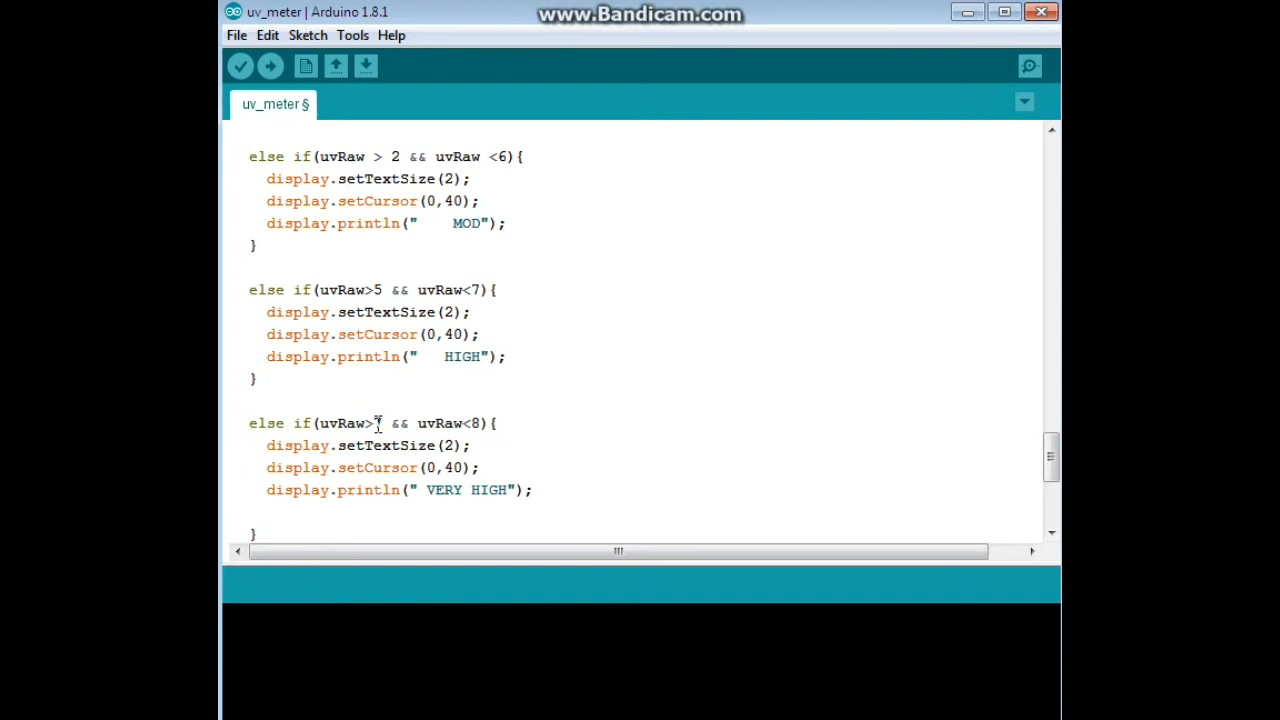 uv_meter | Arduino 1.8.1
www.Bandicam.com
File Edit Sketch Tools Help
uv_meter §
else if(uvRaw > 2 && uvRaw <6){
display.setTextSize(2);
display.setCursor(0,40);
display.println("    MOD");
}
else if(uvRaw>5 && uvRaw<7){
display.setTextSize(2);
display.setCursor(0,40);
display.println("   HIGH");
}
else if(uvRaw> && uvRaw<8){
display.setTextSize(2);
display.setCursor(0,40);
display.println(" VERY HIGH");
}